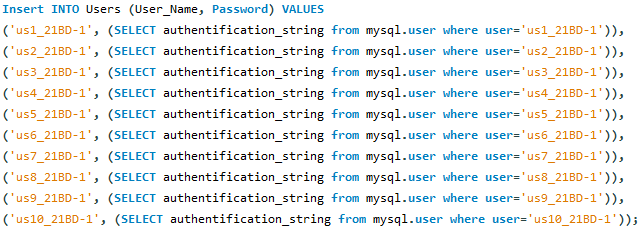 Insert INTO Users (User_Name, Password) VALUES
('us1_21BD-1', (SELECT authentification_string from mysql.user where user='us1_21BD-1')),
('us2_21BD-1', (SELECT authentification_string from mysql.user where user='us2_21BD-1')),
('us3_21BD-1', (SELECT authentification_string from mysql.user where user='us3_21BD-1')),
('us4_21BD-1', (SELECT authentification_string from mysql.user where user='us4_21BD-1')),
('us5_21BD-1', (SELECT authentification_string from mysql.user where user='us5_21BD-1')),
('us6_21BD-1', (SELECT authentification_string from mysql.user where user='us6_21BD-1')),
('us7_21BD-1', (SELECT authentification_string from mysql.user where user='us7_21BD-1')),
('us8_21BD-1', (SELECT authentification_string from mysql.user where user='us8_21BD-1')),
('us9_21BD-1', (SELECT authentification_string from mysql.user where user='us9_21BD-1')),
('us10_21BD-1', (SELECT authentification_string from mysql.user where user='us10_21BD-1'));